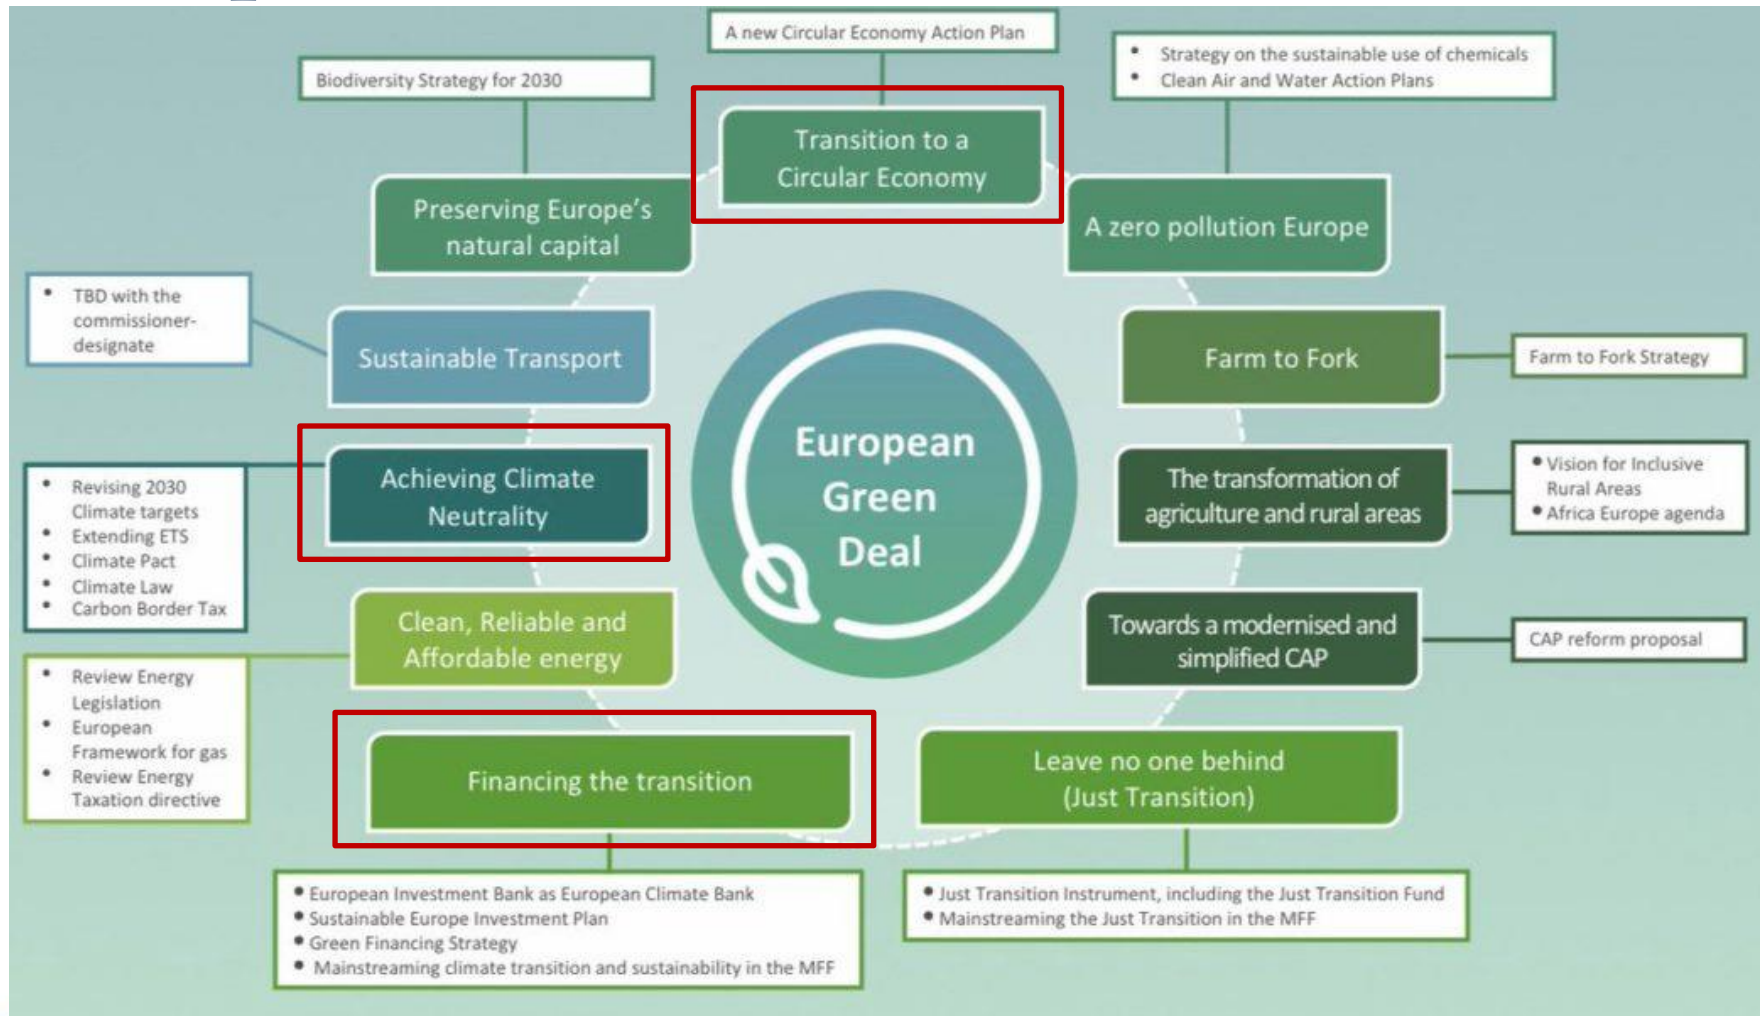 A new Circular Economy Action Plan
Biodiversity Strategy for 2030
• Strategy on the sustainable use of chemicals
• Clean Air and Water Action Plans
Transition to a
Circular Economy
Preserving Europe's
natural capital
A zero pollution Europe
• TBD with the
commissioner-
designate
Sustainable Transport
Farm to Fork
Farm to Fork Strategy
European
Green
Deal
Achieving Climate
Neutrality
• Revising 2030
Climate targets
• Extending ETS
• Climate Pact
• Climate Law
• Carbon Border Tax
The transformation of
agriculture and rural areas
• Vision for Inclusive
Rural Areas
• Africa Europe agenda
Clean, Reliable and
Affordable energy
• Review Energy
Legislation
• European
Framework for gas
• Review Energy
Taxation directive
Towards a modernised and
simplified CAP
CAP reform proposal
Financing the transition
Leave no one behind
(Just Transition)
• European Investment Bank as European Climate Bank
• Sustainable Europe Investment Plan
• Green Financing Strategy
• Mainstreaming climate transition and sustainability in the MFF
• Just Transition Instrument, including the Just Transition Fund
• Mainstreaming the Just Transition in the MFF